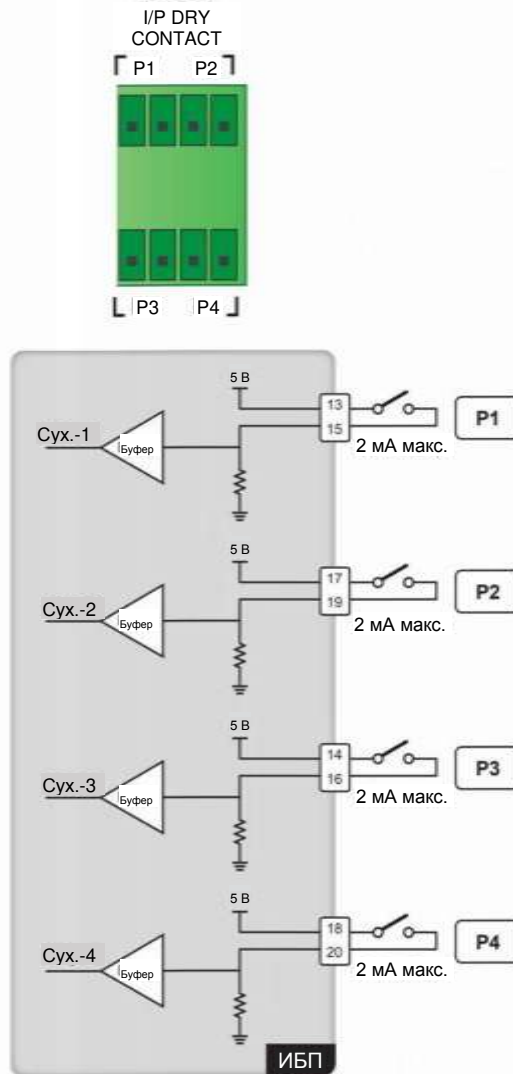 I/P DRY
CONTACT
P1 P2
P3 P4
5 В
13
15
Сух.-1
Буфер
2 мА макс.
P1
5 В
17
19
Сух.-2
Буфер
2 мА макс.
P2
5 В
14
16
Сух.-3
Буфер
2 мА макс.
P3
5 В
18
20
Сух.-4
Буфер
2 мА макс.
P4
ИБП